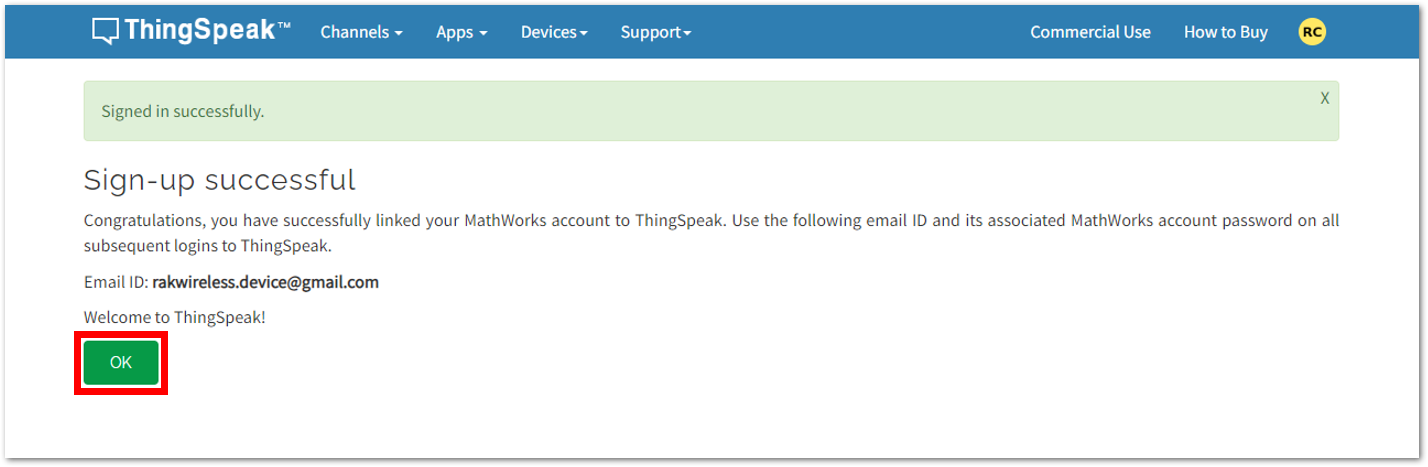 ThingSpeak™ Channels Apps Devices Support Commercial Use How to Buy RC
Signed in successfully. X
Sign-up successful
Congratulations, you have successfully linked your MathWorks account to ThingSpeak. Use the following email ID and its associated MathWorks account password on all
subsequent logins to ThingSpeak.
Email ID: rakwireless.device@gmail.com
Welcome to ThingSpeak!
OK